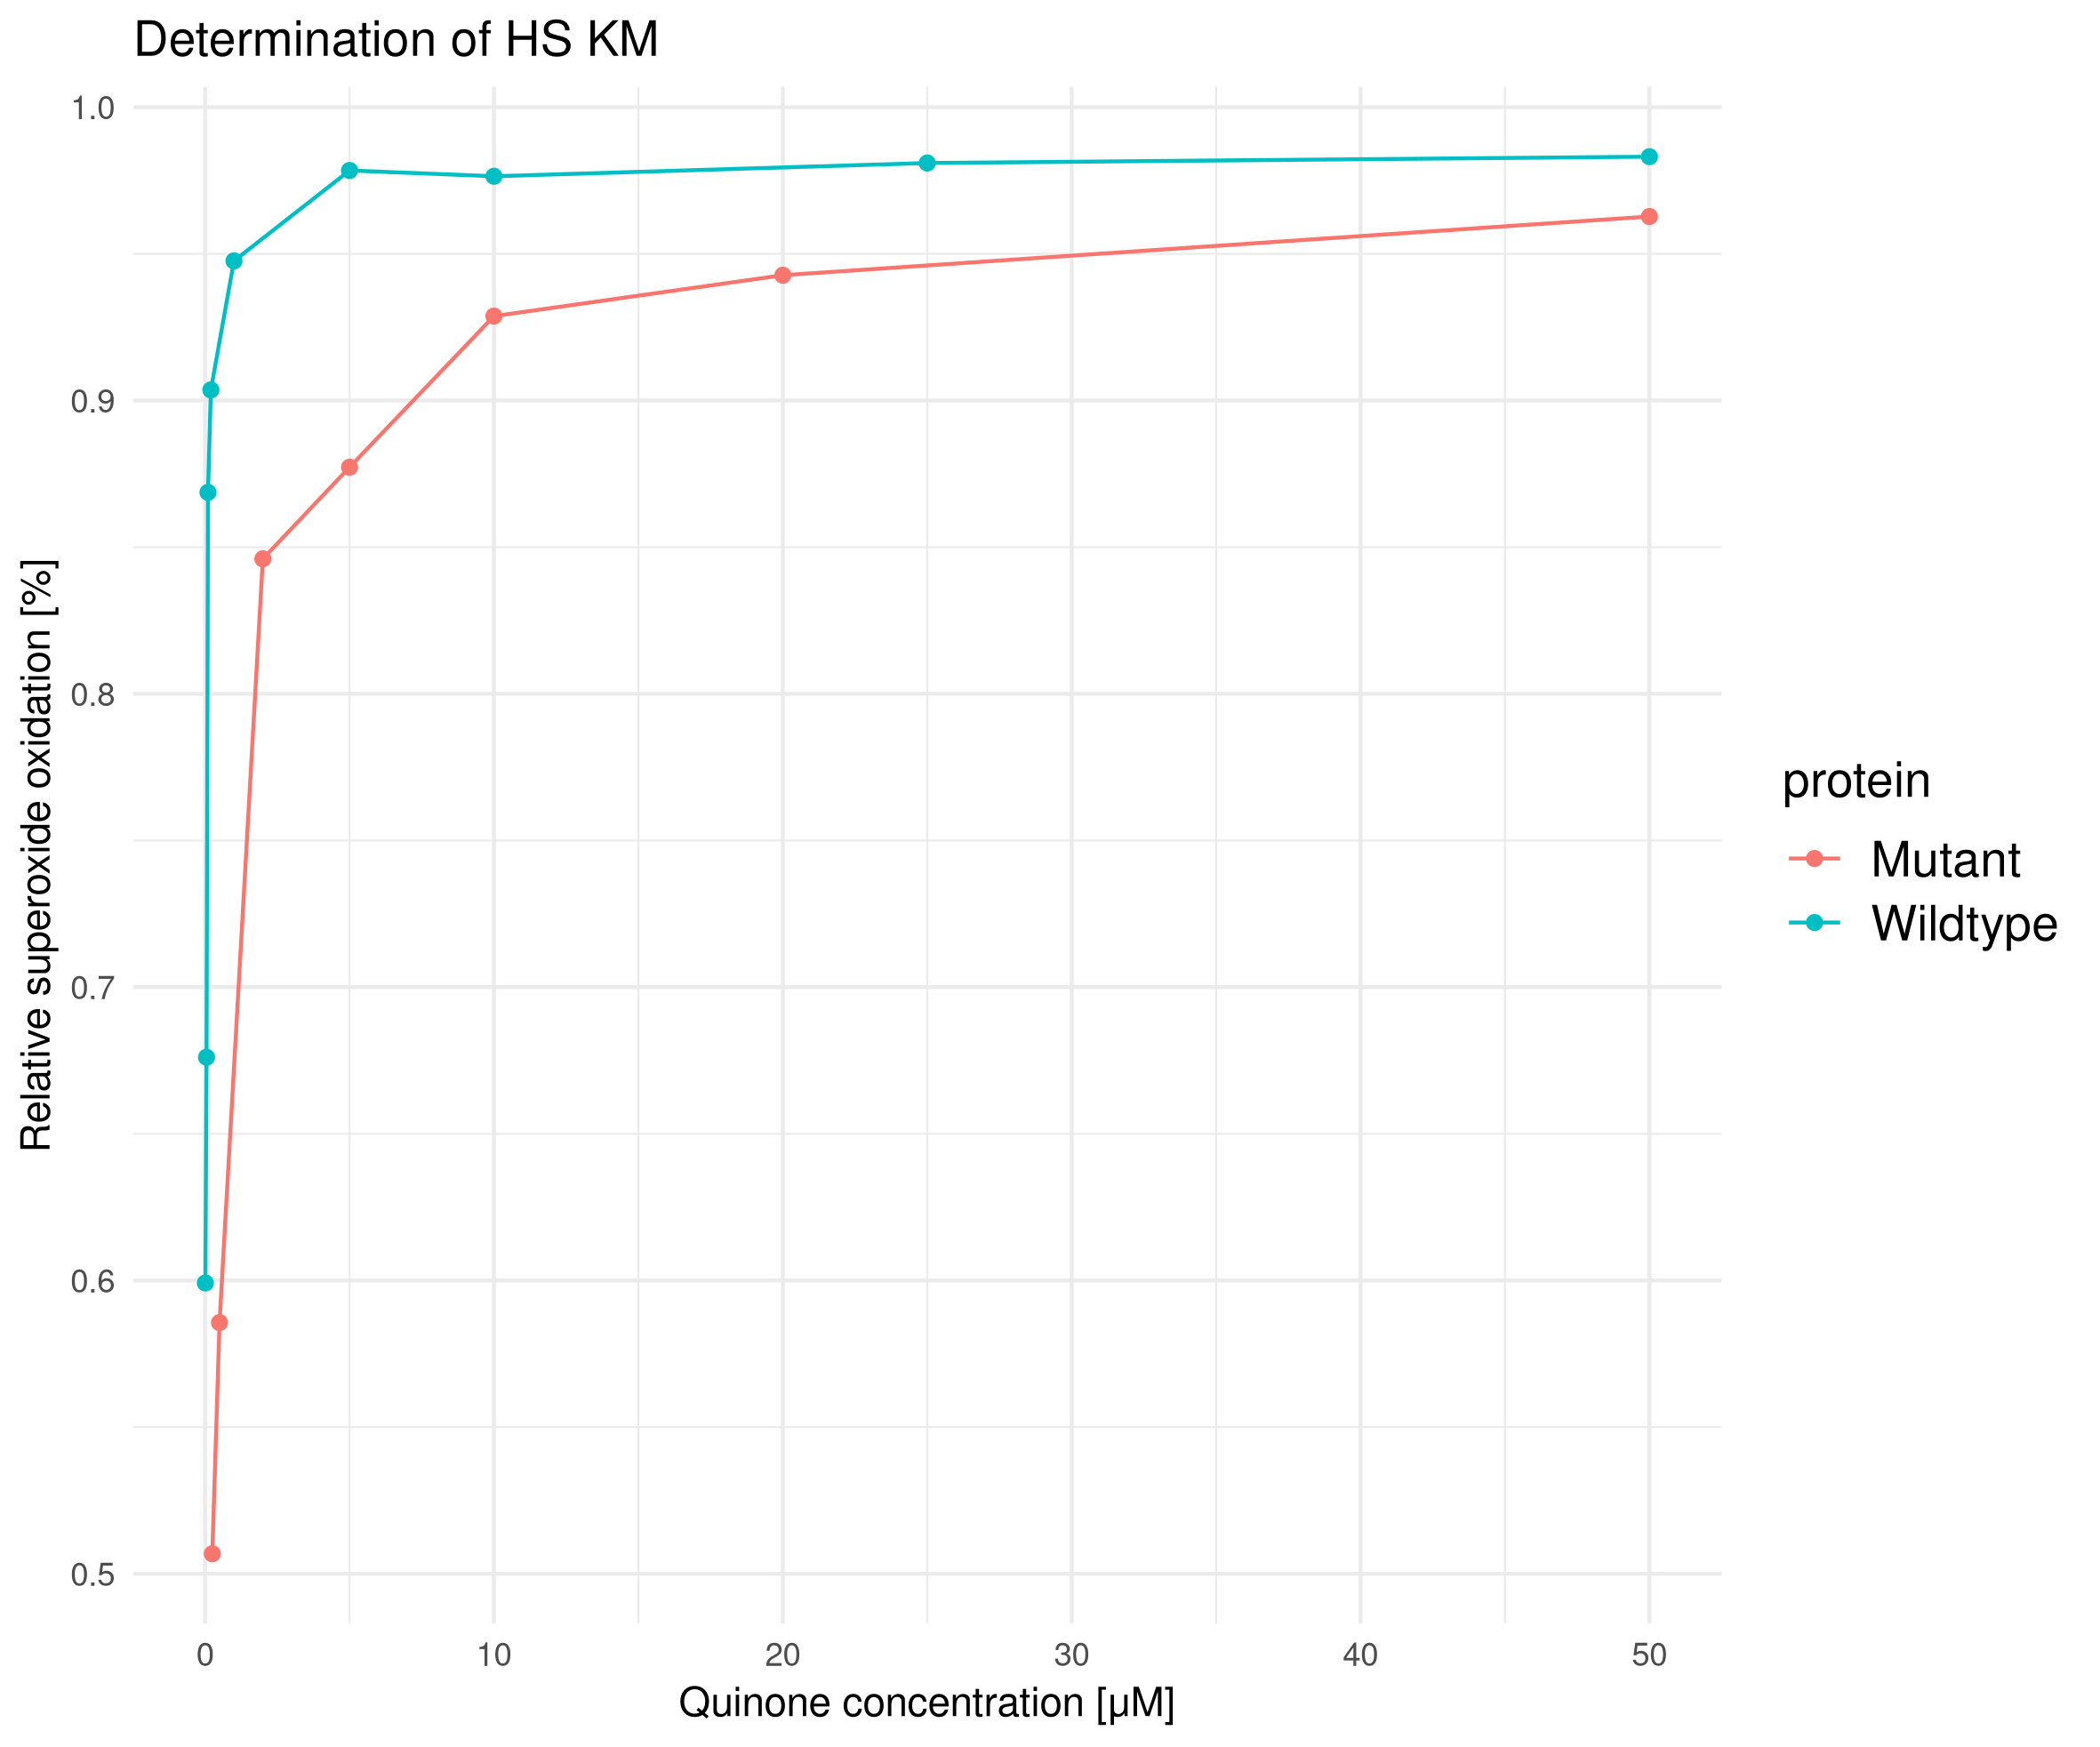 Determination of HS KM
1.0
0.9
0.8
0.7
0.6
0.5
Relative superoxide oxidation [%]
0 10 20 30 40 50
Quinone concentration [µM]
protein
Mutant
Wildtype